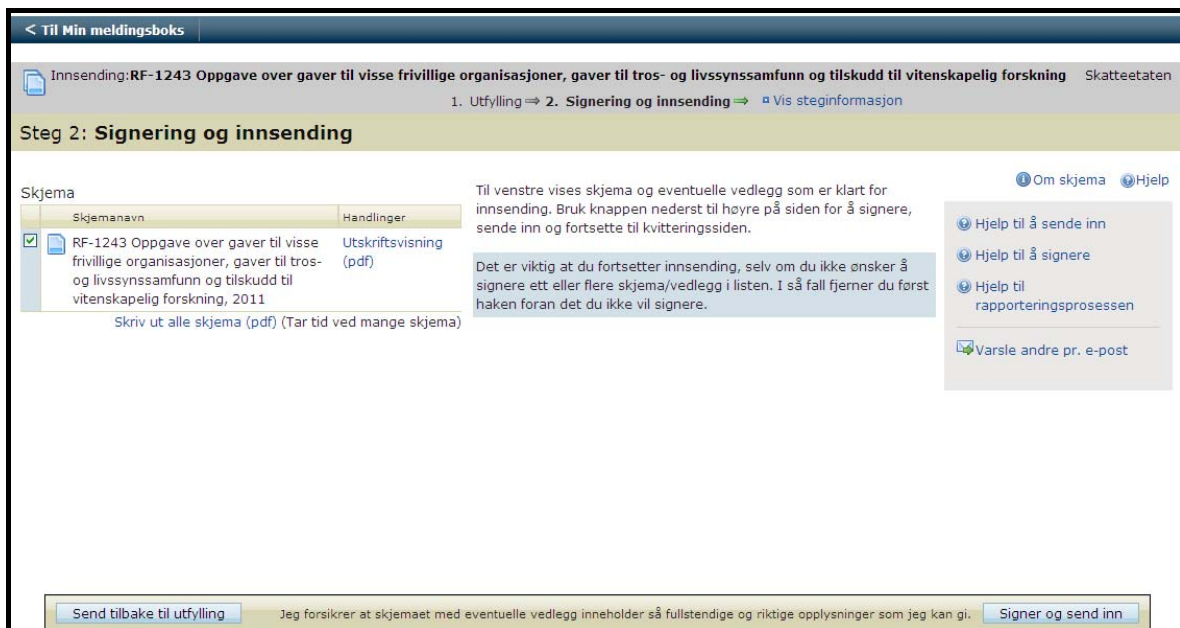 < Til Min meldingsboks
Innsending:RF-1243 Oppgave over gaver til visse frivillige organisasjoner, gaver til tros- og livssynssamfunn og tilskudd til vitenskapelig forskning Skatteetaten
1. Utfylling ⇒ 2. Signering og innsending ⇒ Vis steginformasjon
Steg 2: Signering og innsending
Om skjema Hjelp
Skjema
Skjemanavn Handlinger
RF-1243 Oppgave over gaver til visse Utskriftsvisning
frivillige organisasjoner, gaver til tros- (pdf)
og livssynssamfunn og tilskudd til
vitenskapelig forskning, 2011
Skriv ut alle skjema (pdf) (Tar tid ved mange skjema)
Til venstre vises skjema og eventuelle vedlegg som er klart for
innsending. Bruk knappen nederst til høyre på siden for å signere,
sende inn og fortsette til kvitteringssiden.
Det er viktig at du fortsetter innsending, selv om du ikke ønsker å
signere ett eller flere skjema/vedlegg i listen. I så fall fjerner du først
haken foran det du ikke vil signere.
Hjelp til å sende inn
Hjelp til å signere
Hjelp til
rapporteringsprosessen
Varsle andre pr. e-post
Send tilbake til utfylling Jeg forsikrer at skjemaet med eventuelle vedlegg inneholder så fullstendige og riktige opplysninger som jeg kan gi. Signer og send inn